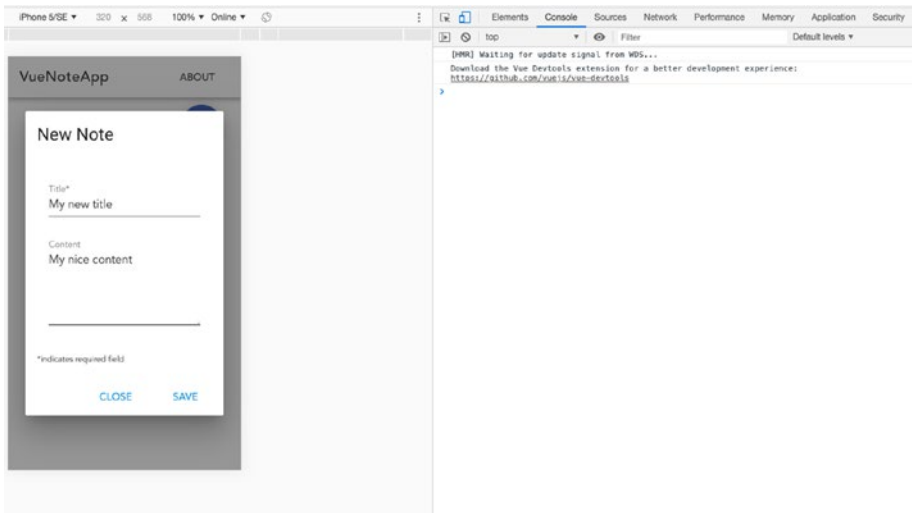 iPhone 5/SE ▼ 320 x 568 100% ▼ Online ▼
Elements Console Sources Network Performance Memory Application Security
top ▼ Filter Default levels ▼
[HMR] Waiting for update signal from WDS...
Download the Vue Devtools extension for a better development experience:
https://github.com/vuejs/vue-devtools
VueNoteApp ABOUT
New Note
Title*
My new title
Content
My nice content
*indicates required field
CLOSE SAVE